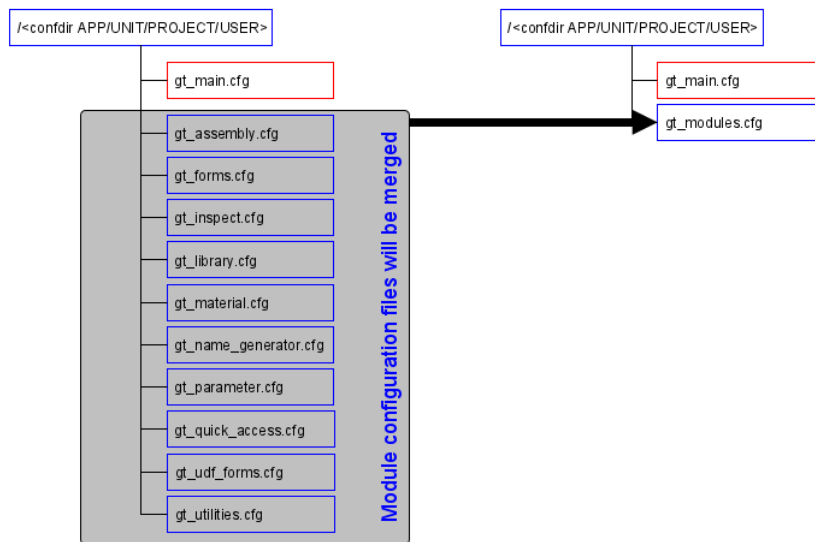 /<confdir APP/UNIT/PROJECT/USER>
gt_main.cfg
gt_assembly.cfg
gt_forms.cfg
gt_inspect.cfg
gt_library.cfg
gt_material.cfg
gt_name_generator.cfg
gt_parameter.cfg
gt_quick_access.cfg
gt_udf_forms.cfg
gt_utilities.cfg
Module configuration files will be merged
/<confdir APP/UNIT/PROJECT/USER>
gt_main.cfg
gt_modules.cfg